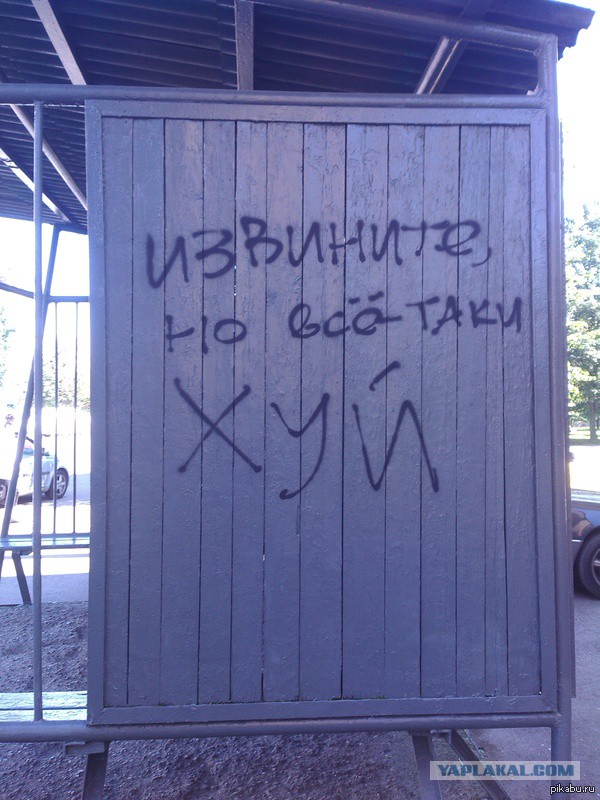 извините,
но всё-таки
хуй
YAPLAKAL.COM
pikabu.ru